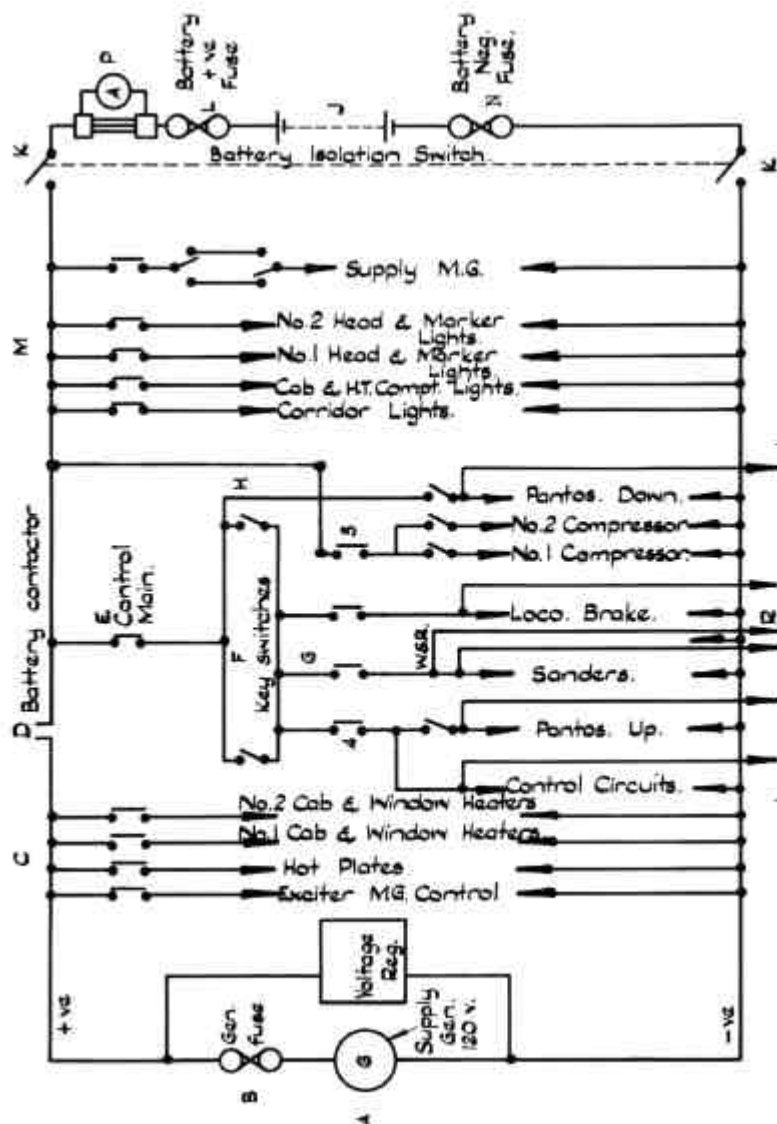 P
A
Battery
+ve
Fuse
L
J
Battery
Neg.
Fuse.
N
K
Battery Isolation Switch.
K
Supply M.G.
M
No.2 Head & Marker
Lights.
No.1 Head & Marker
Lights.
Cab & H.T. Compt. Lights.
Corridor Lights.
H
Pantos. Down.
No.2 Compressor
5
No.1 Compressor.
Battery contactor
E.
Control
Main.
Loco. Brake.
F
Key switches
G
W.S.R.
Sanders.
D
4
Pantos. Up.
Control Circuits.
No.2 Cab & Window Heaters
No.1 Cab & Window Heaters
C
Hot Plates
Exciter M.G. Control
Voltage
Reg.
+ve
-ve
Gen.
fuse
B
G
Supply
Gen.
120 v.
A